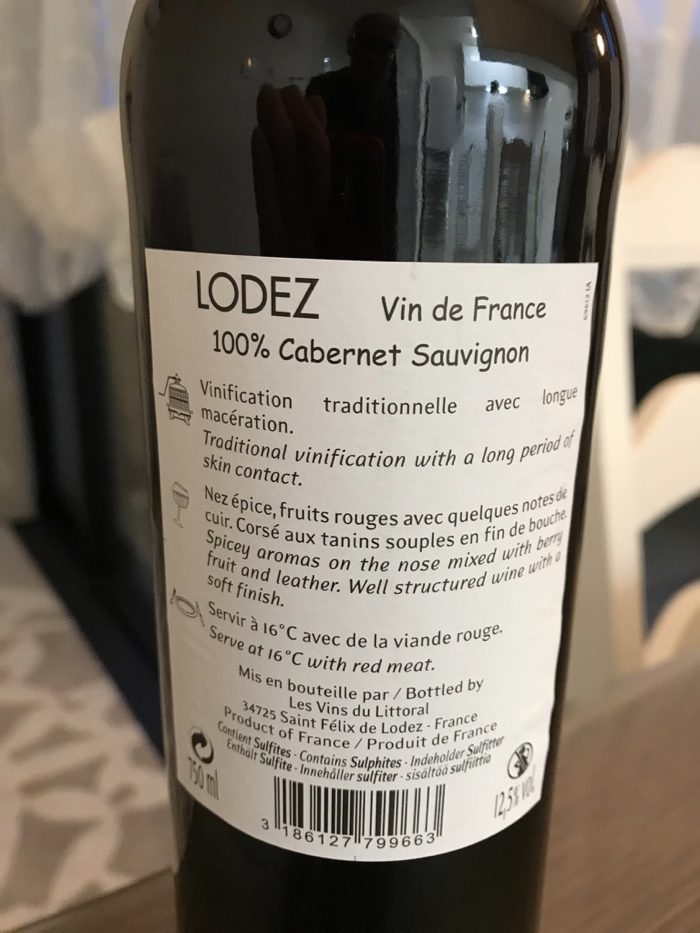 LODEZ Vin de France
100% Cabernet Sauvignon
Vinification traditionnelle avec longue
macération.
Traditional vinification with a long period of
skin contact.
Nez épice, fruits rouges avec quelques notes de
cuir. Corsé aux tanins souples en fin de bouche.
Spicey aromas on the nose mixed with berry
fruit and leather. Well structured wine with a
soft finish.
Servir à 16°C avec de la viande rouge.
Serve at 16°C with red meat.
Mis en bouteille par / Bottled by
Les Vins du Littoral
34725 Saint Félix de Lodez - France
Product of France / Produit de France
Contient Sulfites - Contains Sulphites - Indeholder Sulfitter
Enthält Sulfite - Innehåller sulfiter - sisältää sulfiittia
750 ml
12,5% vol.
3 186127 799663